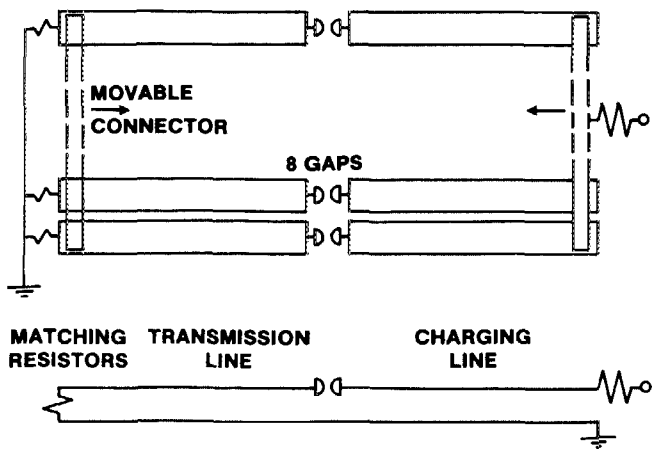 MOVABLE
CONNECTOR
8 GAPS
MATCHING
RESISTORS
TRANSMISSION
LINE
CHARGING
LINE